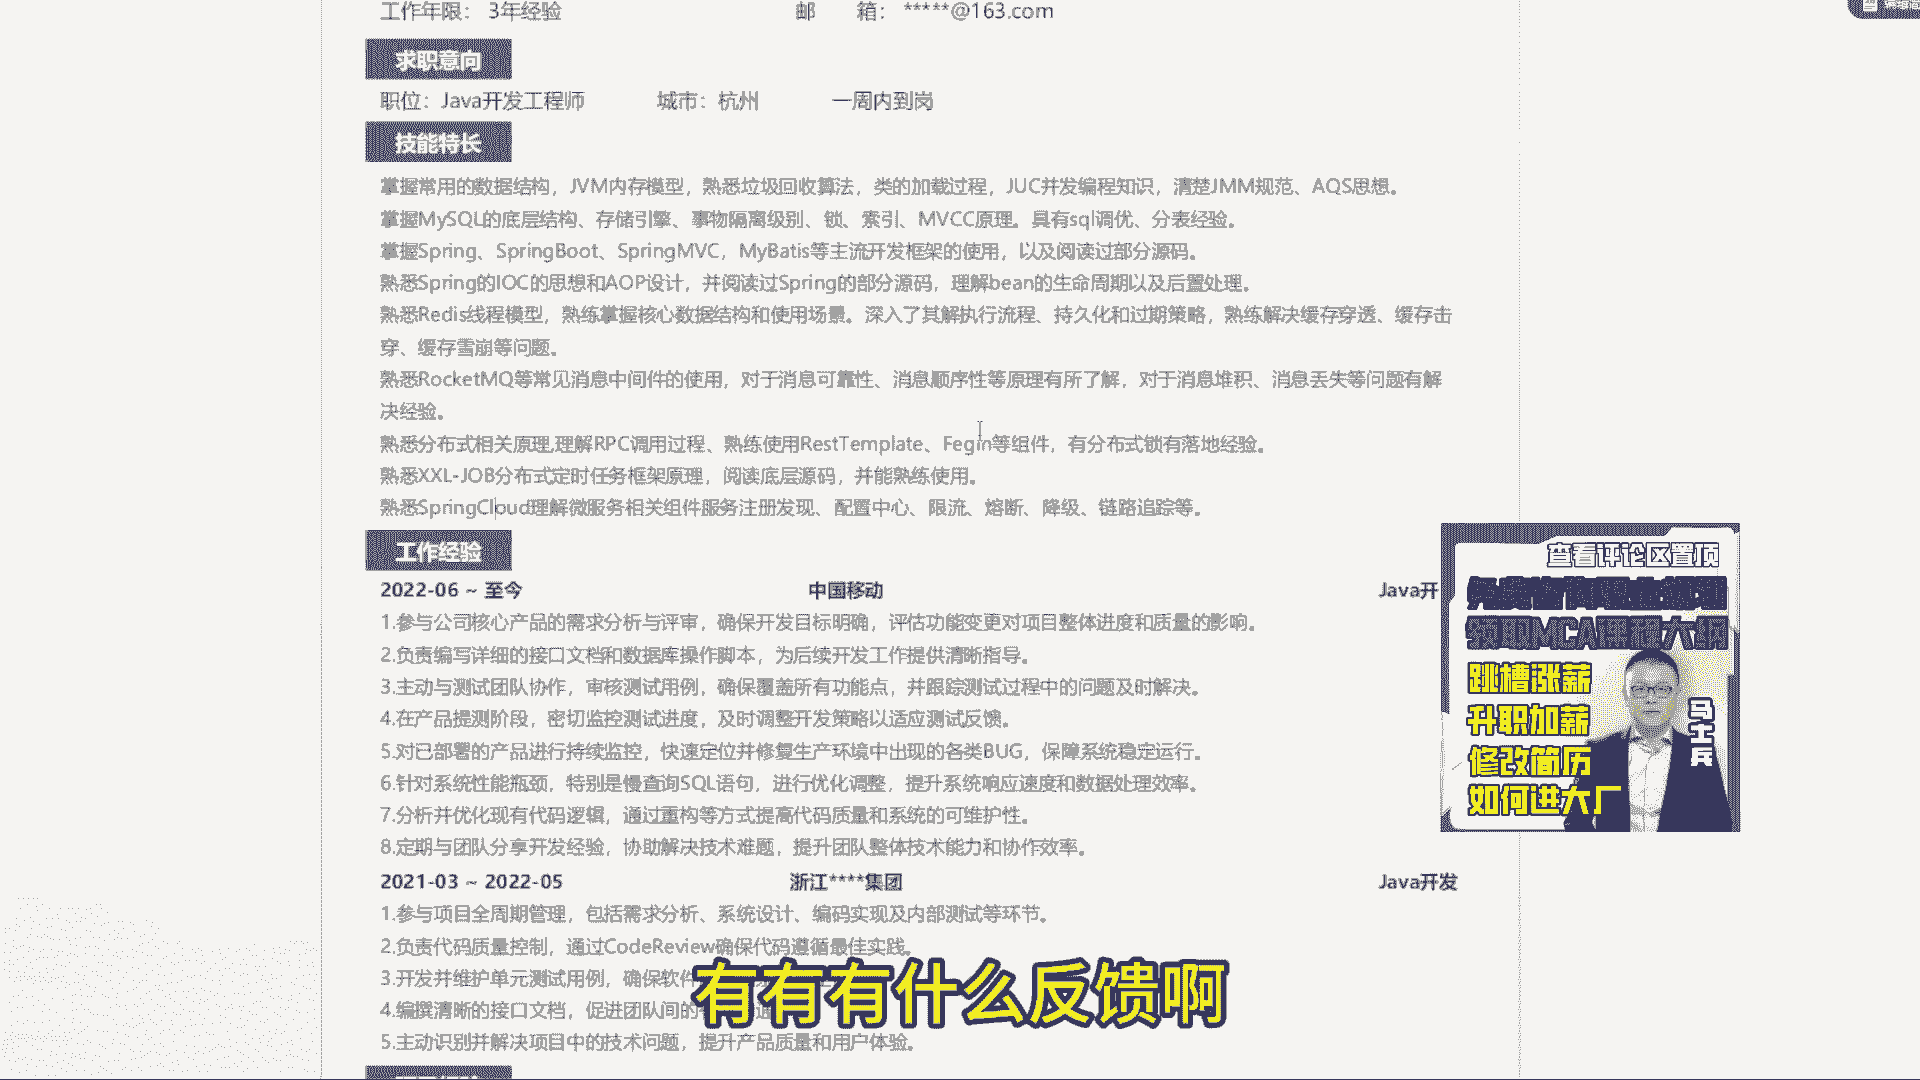 工作年限： 3年经验 邮 箱： *****@163.com
求职意向
职位：Java开发工程师 城市：杭州 一周内到岗
技能特长
掌握常用的数据结构，JVM内存模型，熟悉垃圾回收算法，类的加载过程，JUC并发编程知识，清楚JMM规范、AQS思想。
掌握MySQL的底层结构、存储引擎、事物隔离级别、锁、索引、MVCC原理。具有sql调优、分表经验。
掌握Spring、SpringBoot、SpringMVC，MyBatis等主流开发框架的使用，以及阅读过部分源码。
熟悉Spring的IOC的思想和AOP设计，并阅读过Spring的部分源码，理解bean的生命周期以及后置处理。
熟悉Redis线程模型，熟练掌握核心数据结构和使用场景。深入了其解执行流程、持久化和过期策略，熟练解决缓存穿透、缓存击
穿、缓存雪崩等问题。
熟悉RocketMQ等常见消息中间件的使用，对于消息可靠性、消息顺序性等原理有所了解，对于消息堆积、消息丢失等问题有解
决经验。
熟悉分布式相关原理,理解RPC调用过程、熟练使用RestTemplate、Fegin等组件，有分布式锁有落地经验。
熟悉XXL-JOB分布式定时任务框架原理，阅读底层源码，并能熟练使用。
熟悉SpringCloud理解微服务相关组件服务注册发现、配置中心、限流、熔断、降级、链路追踪等。
工作经验
2022-06 ~ 至今 中国移动 Java开
1.参与公司核心产品的需求分析与评审，确保开发目标明确，评估功能变更对项目整体进度和质量的影响。
2.负责编写详细的接口文档和数据库操作脚本，为后续开发工作提供清晰指导。
3.主动与测试团队协作，审核测试用例，确保覆盖所有功能点，并跟踪测试过程中的问题及时解决。
4.在产品提测阶段，密切监控测试进度，及时调整开发策略以适应测试反馈。
5.对已部署的产品进行持续监控，快速定位并修复生产环境中出现的各类BUG，保障系统稳定运行。
6.针对系统性能瓶颈，特别是慢查询SQL语句，进行优化调整，提升系统响应速度和数据处理效率。
7.分析并优化现有代码逻辑，通过重构等方式提高代码质量和系统的可维护性。
8.定期与团队分享开发经验，协助解决技术难题，提升团队整体技术能力和协作效率。
2021-03 ~ 2022-05 浙江****集团 Java开发
1.参与项目全周期管理，包括需求分析、系统设计、编码实现及内部测试等环节。
2.负责代码质量控制，通过CodeReview确保代码遵循最佳实践。
3.开发并维护单元测试用例，确保软件
4.编撰清晰的接口文档，促进团队间的
5.主动识别并解决项目中的技术问题，提升产品质量和用户体验。
查看评论区置顶
领取MCA课程大纲
跳槽涨薪
升职加薪
修改简历
如何进大厂
马士兵
有有有什么反馈啊